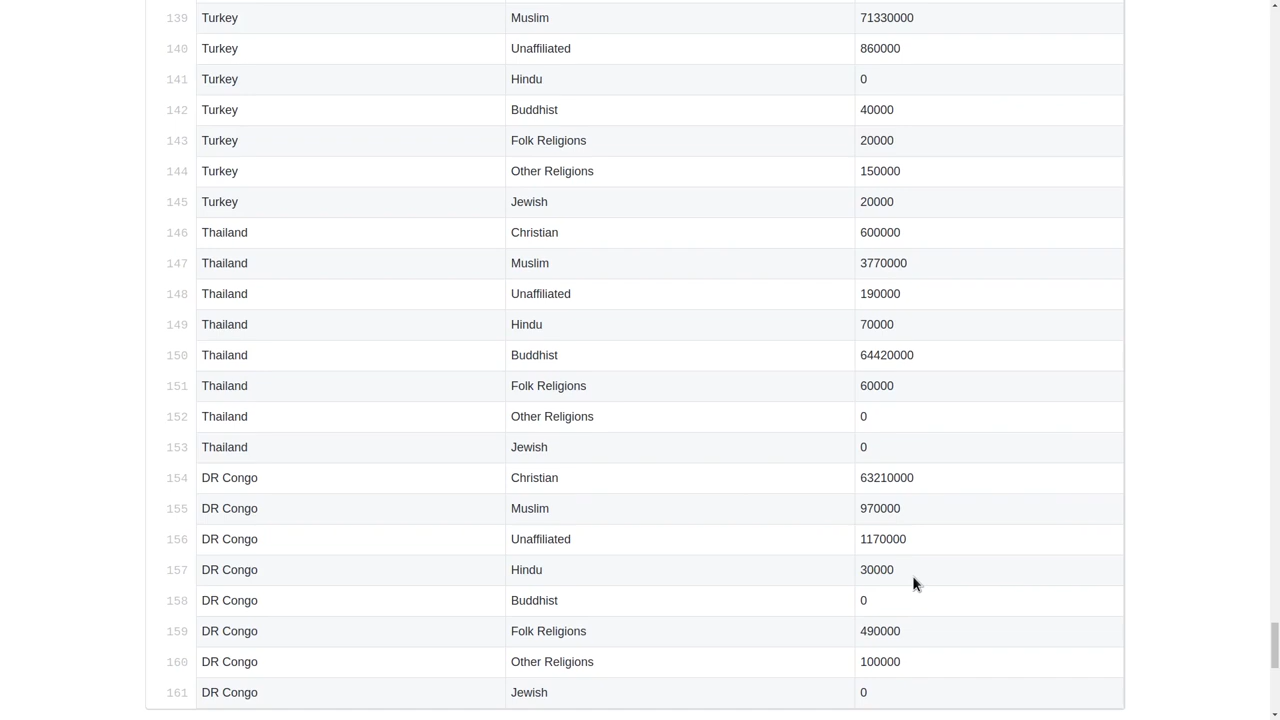 139 Turkey Muslim 71330000
140 Turkey Unaffiliated 860000
141 Turkey Hindu 0
142 Turkey Buddhist 40000
143 Turkey Folk Religions 20000
144 Turkey Other Religions 150000
145 Turkey Jewish 20000
146 Thailand Christian 600000
147 Thailand Muslim 3770000
148 Thailand Unaffiliated 190000
149 Thailand Hindu 70000
150 Thailand Buddhist 64420000
151 Thailand Folk Religions 60000
152 Thailand Other Religions 0
153 Thailand Jewish 0
154 DR Congo Christian 63210000
155 DR Congo Muslim 970000
156 DR Congo Unaffiliated 1170000
157 DR Congo Hindu 30000
158 DR Congo Buddhist 0
159 DR Congo Folk Religions 490000
160 DR Congo Other Religions 100000
161 DR Congo Jewish 0